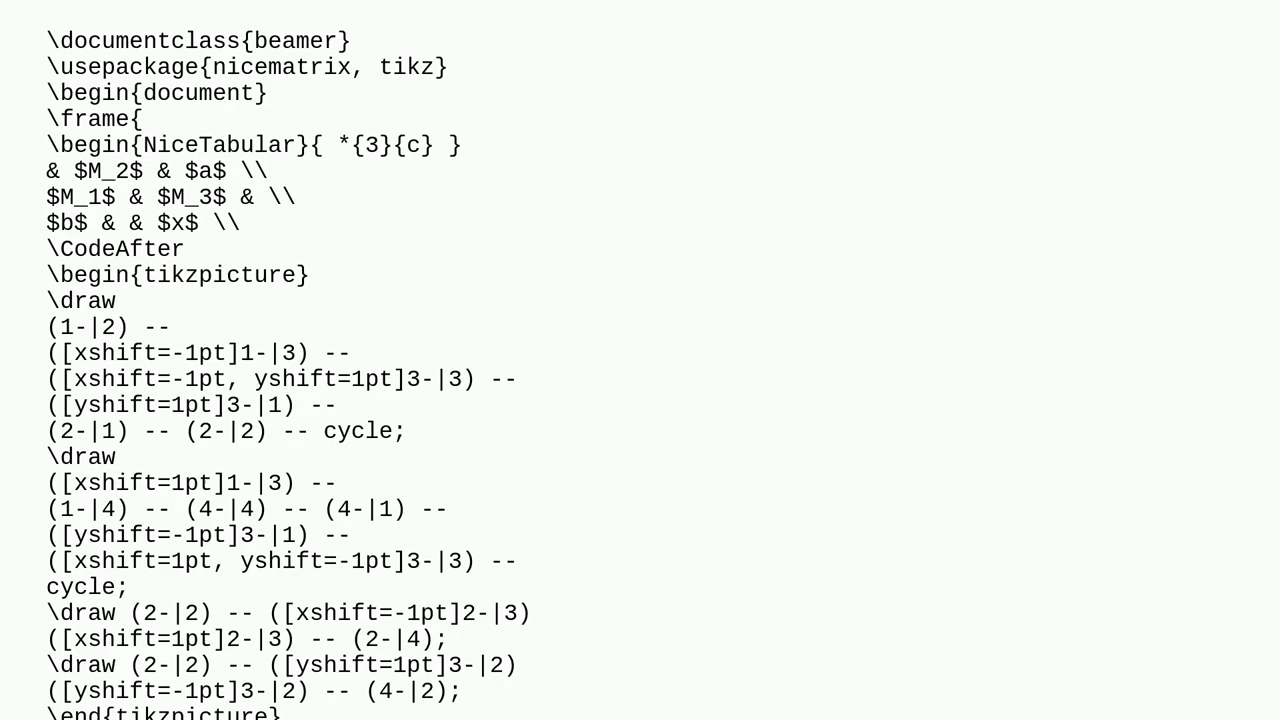 \documentclass{beamer}
\usepackage{nicematrix, tikz}
\begin{document}
\frame{
\begin{NiceTabular}{ *{3}{c} }
& $M_2$ & $a$ \\
$M_1$ & $M_3$ & \\
$b$ & & $x$ \\
\CodeAfter
\begin{tikzpicture}
\draw
(1-|2) --
([xshift=-1pt]1-|3) --
([xshift=-1pt, yshift=1pt]3-|3) --
([yshift=1pt]3-|1) --
(2-|1) -- (2-|2) -- cycle;
\draw
([xshift=1pt]1-|3) --
(1-|4) -- (4-|4) -- (4-|1) --
([yshift=-1pt]3-|1) --
([xshift=1pt, yshift=-1pt]3-|3) --
cycle;
\draw (2-|2) -- ([xshift=-1pt]2-|3)
([xshift=1pt]2-|3) -- (2-|4);
\draw (2-|2) -- ([yshift=1pt]3-|2)
([yshift=-1pt]3-|2) -- (4-|2);
\end{tikzpicture}